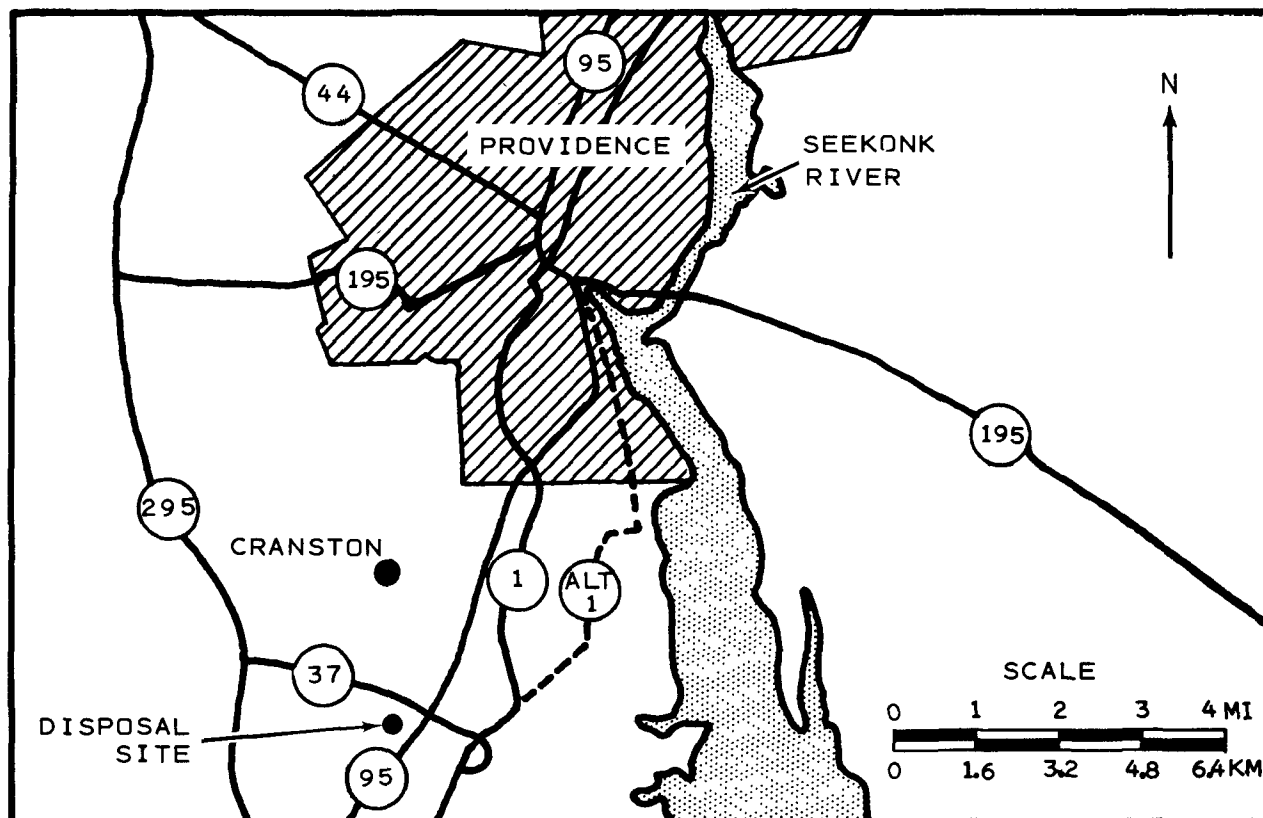 95
44
N
PROVIDENCE
SEEKONK
RIVER
195
195
295
CRANSTON
1
ALT
1
37
SCALE
0 1 2 3 4 MI
0 1.6 3.2 4.8 6.4 KM
DISPOSAL
SITE
95